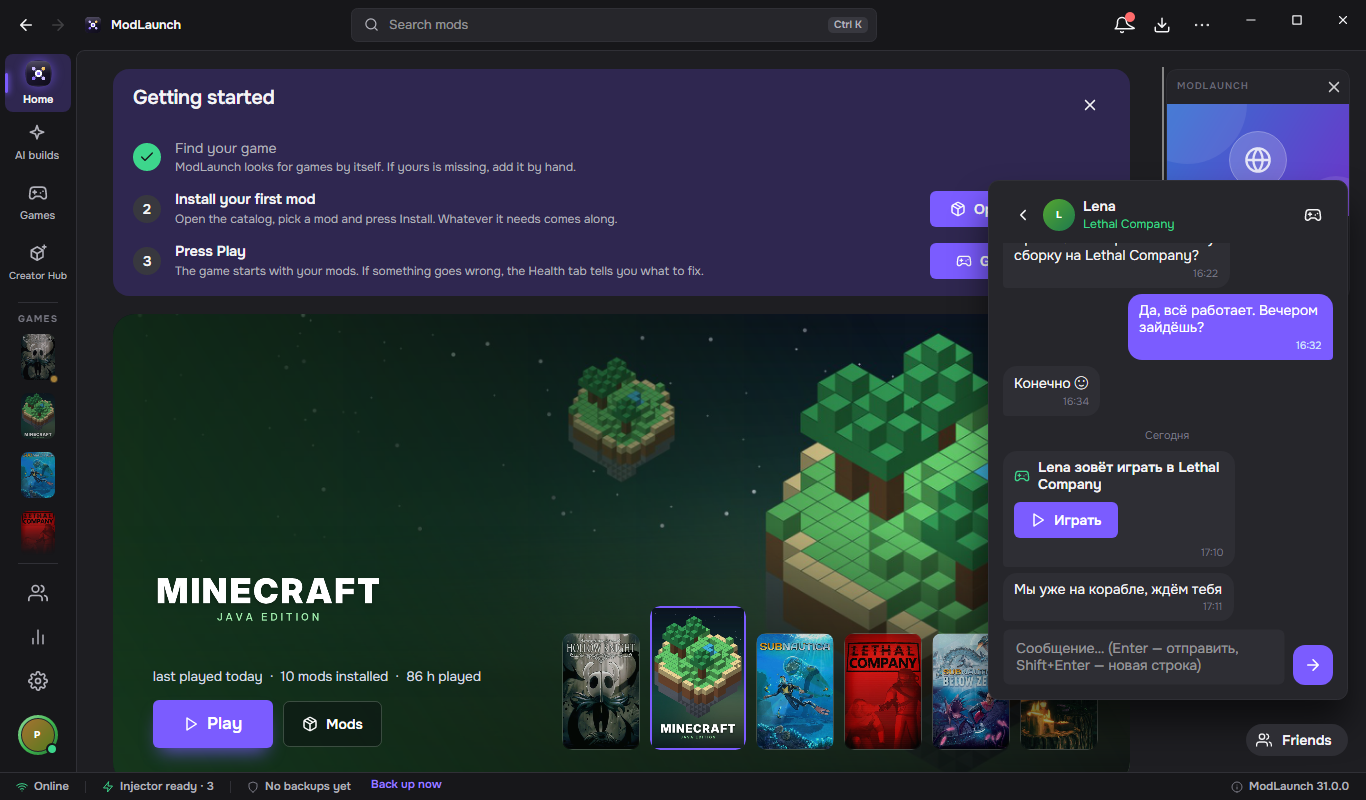 ModLaunch
Search mods
Ctrl K
Home
AI builds
Games
Creator Hub
GAMES
MINECRAFT
LETHAL
COMPANY
Getting started
Find your game
ModLaunch looks for games by itself. If yours is missing, add it by hand.
2
Install your first mod
Open the catalog, pick a mod and press Install. Whatever it needs comes along.
3
Press Play
The game starts with your mods. If something goes wrong, the Health tab tells you what to fix.
MODLAUNCH
L
Lena
Lethal Company
сборку на Lethal Company?
16:22
Да, всё работает. Вечером
зайдёшь?
16:32
Конечно
16:34
Сегодня
Lena зовёт играть в Lethal
Company
Играть
17:10
Мы уже на корабле, ждём тебя
17:11
Сообщение... (Enter — отправить,
Shift+Enter — новая строка)
MINECRAFT
JAVA EDITION
last played today · 10 mods installed · 86 h played
Play
Mods
HOLLOW KNIGHT
MINECRAFT
JAVA EDITION
SUBNAUTICA
LETHAL
COMPANY
P
Friends
Online
Injector ready · 3
No backups yet
Back up now
ModLaunch 31.0.0